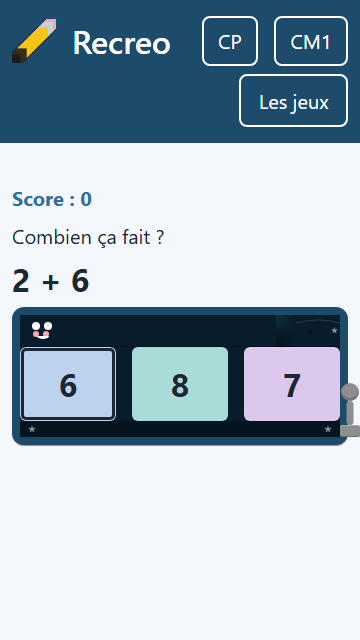 Recreo
CP
CM1
Les jeux
Score : 0
Combien ça fait ?
2 + 6
6
8
7